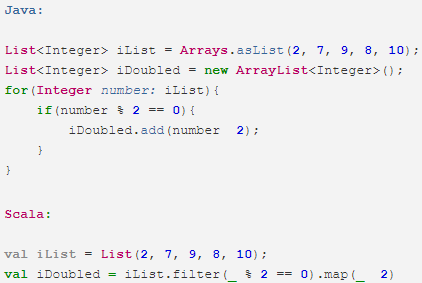 Java:
List<Integer> iList = Arrays.asList(2, 7, 9, 8, 10);
List<Integer> iDoubled = new ArrayList<Integer>();
for(Integer number: iList){
    if(number % 2 == 0){
        iDoubled.add(number  2);
    }
}
Scala:
val iList = List(2, 7, 9, 8, 10);
val iDoubled = iList.filter(_ % 2 == 0).map(_  2)